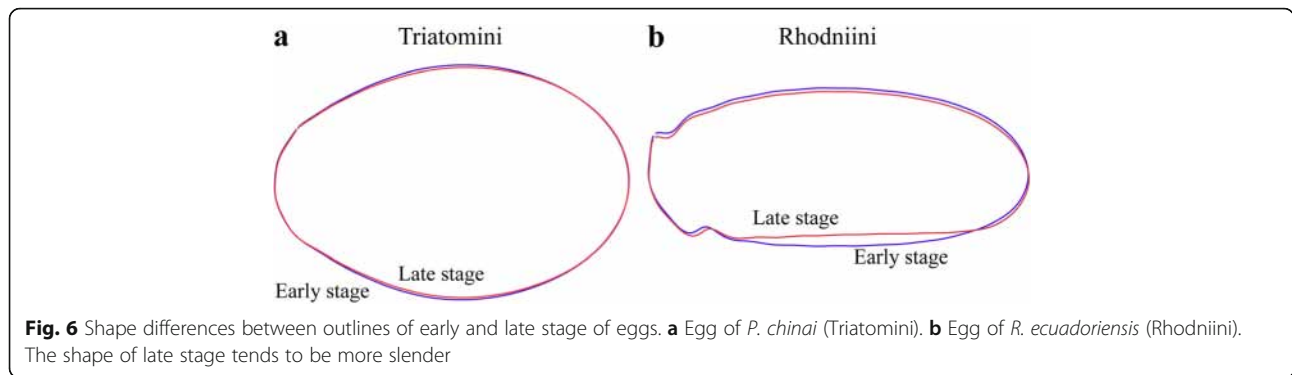 a Triatomini
b Rhodniini
Late stage
Early stage
Late stage
Early stage
Fig. 6 Shape differences between outlines of early and late stage of eggs. a Egg of P. chinai (Triatomini). b Egg of R. ecuadoriensis (Rhodniini).
The shape of late stage tends to be more slender